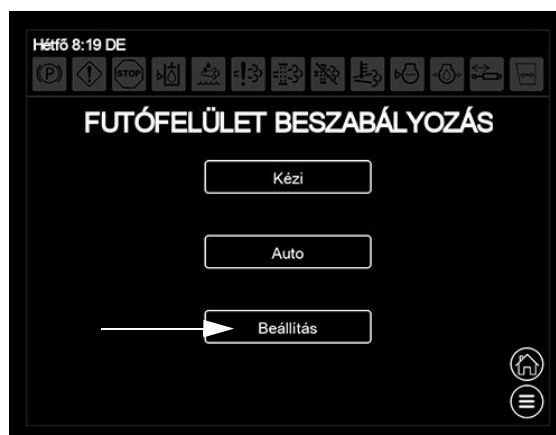 Hétfő 8:19 DE
(P) STOP
FUTÓFELÜLET BESZABÁLYOZÁS
Kézi
Auto
Beállítás